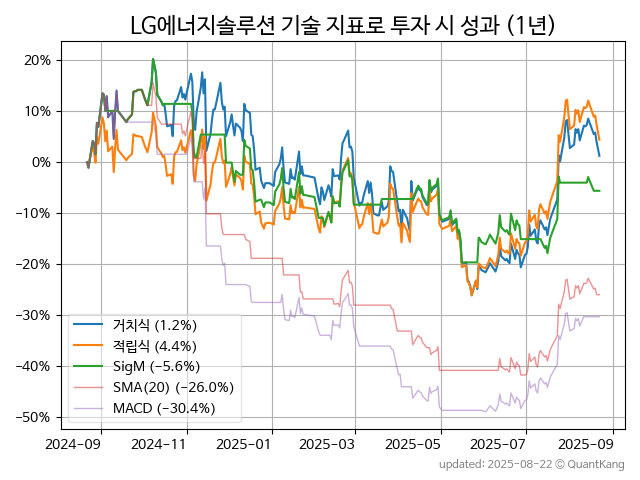 LG에너지솔루션 기술 지표로 투자 시 성과 (1년)
20%
10%
0%
−10%
−20%
−30%
−40%
−50%
거치식 (1.2%)
적립식 (4.4%)
SigM (−5.6%)
SMA(20) (−26.0%)
MACD (−30.4%)
2024-09
2024-11
2025-01
2025-03
2025-05
2025-07
2025-09
updated: 2025-08-22 © QuantKang